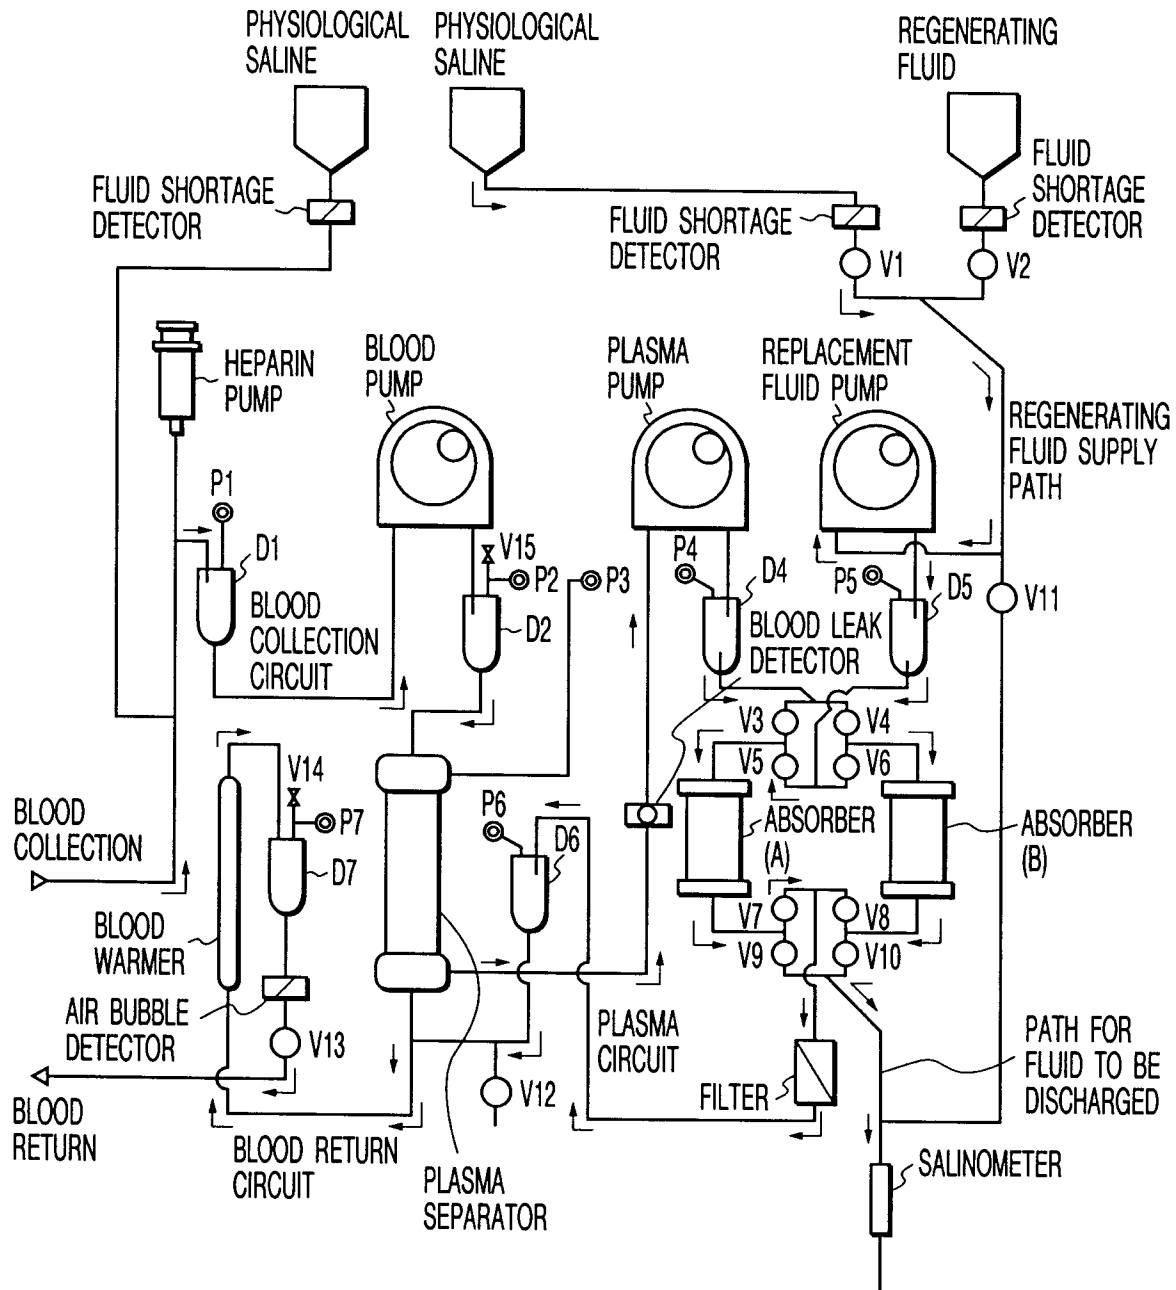 PHYSIOLOGICAL
SALINE
PHYSIOLOGICAL
SALINE
REGENERATING
FLUID
FLUID SHORTAGE
DETECTOR
FLUID SHORTAGE
DETECTOR
FLUID
SHORTAGE
DETECTOR
V1
V2
HEPARIN
PUMP
BLOOD
PUMP
PLASMA
PUMP
REPLACEMENT
FLUID PUMP
REGENERATING
FLUID SUPPLY
PATH
P1
D1
V15
P2
P3
D2
P4
D4
P5
D5
V11
BLOOD
COLLECTION
CIRCUIT
BLOOD LEAK
DETECTOR
V3
V4
V5
V6
V14
P7
D7
P6
D6
BLOOD
COLLECTION
ABSORBER
(A)
ABSORBER
(B)
V7
V8
V9
V10
BLOOD
WARMER
AIR BUBBLE
DETECTOR
V13
V12
PLASMA
CIRCUIT
FILTER
PATH FOR
FLUID TO BE
DISCHARGED
BLOOD
RETURN
BLOOD RETURN
CIRCUIT
PLASMA
SEPARATOR
SALINOMETER